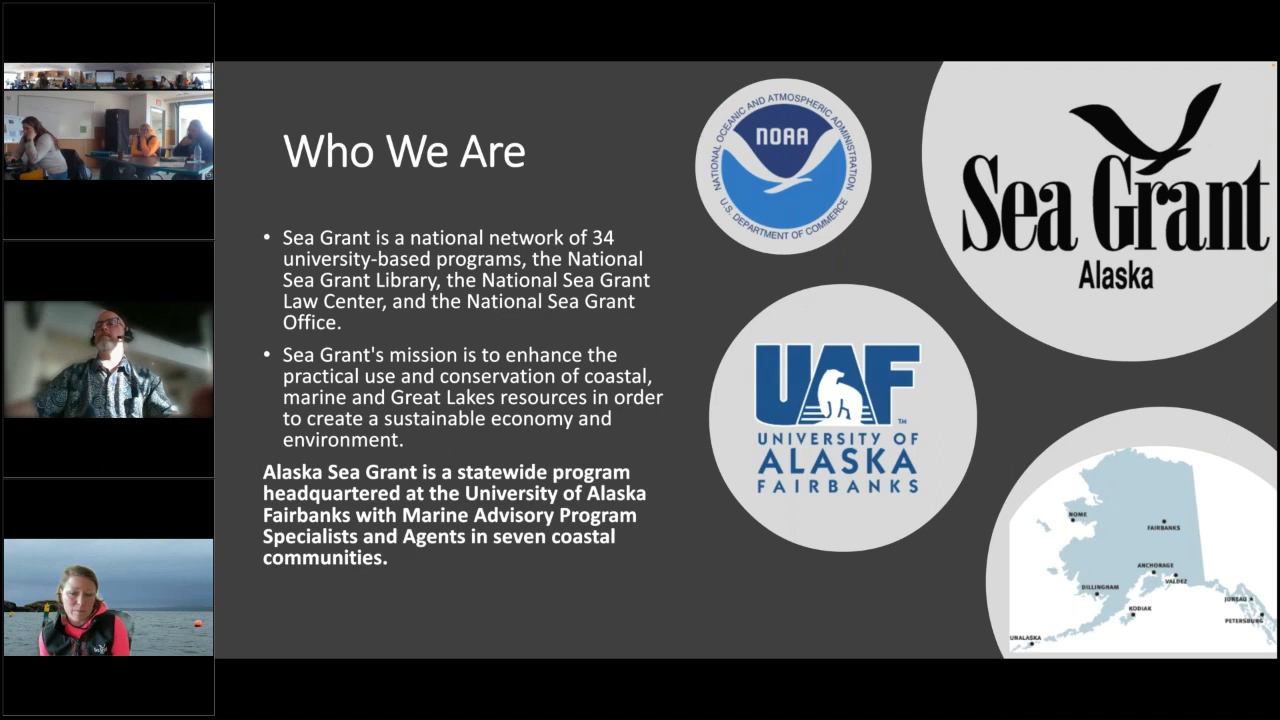 Who We Are
• Sea Grant is a national network of 34
university-based programs, the National
Sea Grant Library, the National Sea Grant
Law Center, and the National Sea Grant
Office.
• Sea Grant's mission is to enhance the
practical use and conservation of coastal,
marine and Great Lakes resources in order
to create a sustainable economy and
environment.
Alaska Sea Grant is a statewide program
headquartered at the University of Alaska
Fairbanks with Marine Advisory Program
Specialists and Agents in seven coastal
communities.
NATIONAL OCEANIC AND ATMOSPHERIC ADMINISTRATION
NOAA
U.S. DEPARTMENT OF COMMERCE
Sea Grant
Alaska
UAF
TM
UNIVERSITY OF
ALASKA
FAIRBANKS
NOME
FAIRBANKS
ANCHORAGE
VALDEZ
DILLINGHAM
JUNEAU
KODIAK
PETERSBURG
UNALASKA